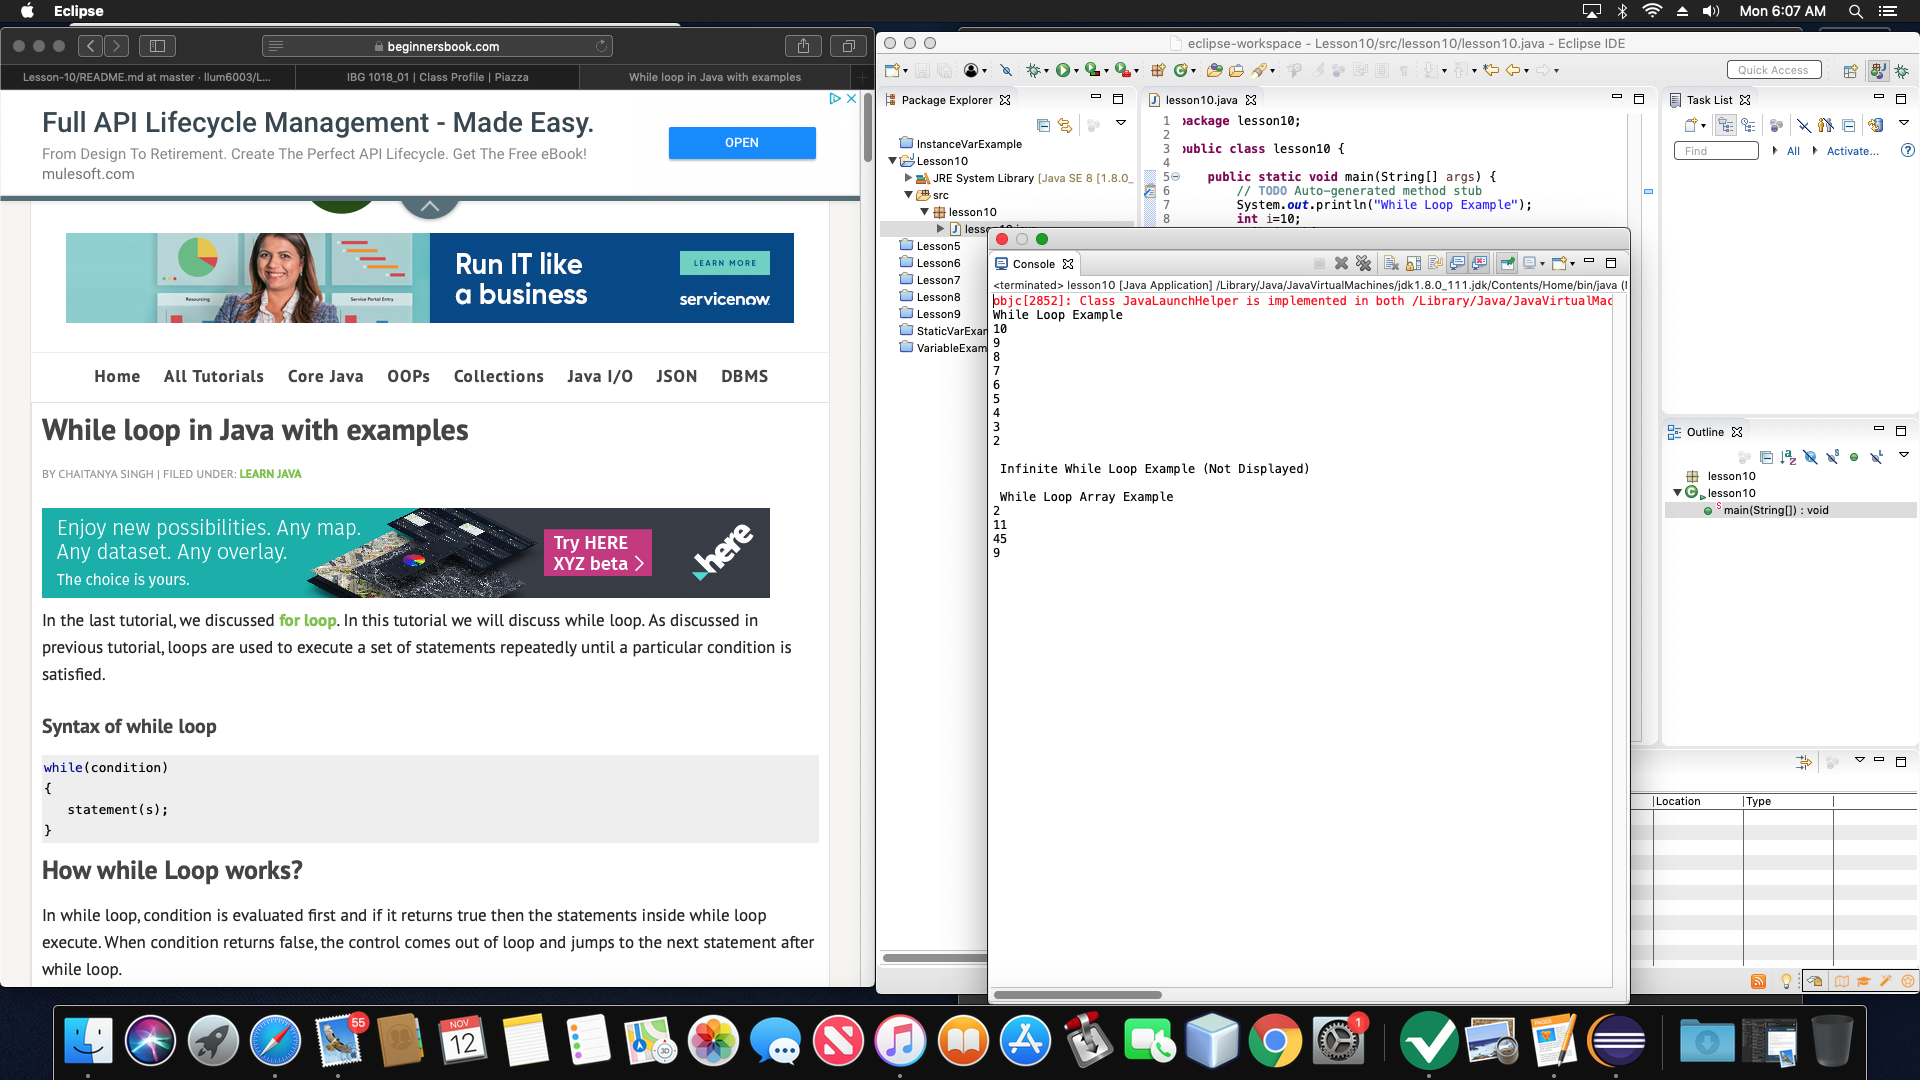 Eclipse
Mon 6:07 AM
beginnersbook.com
Lesson-10/README.md at master · llum6003/L...
IBG 1018_01 | Class Profile | Piazza
While loop in Java with examples
Full API Lifecycle Management - Made Easy.
From Design To Retirement. Create The Perfect API Lifecycle. Get The Free eBook!
mulesoft.com
OPEN
Resourcing
Service Portal Entry
Run IT like
a business
LEARN MORE
servicenow
Home All Tutorials Core Java OOPs Collections Java I/O JSON DBMS
While loop in Java with examples
BY CHAITANYA SINGH | FILED UNDER: LEARN JAVA
Enjoy new possibilities. Any map.
Any dataset. Any overlay.
The choice is yours.
Try HERE
XYZ beta >
here
In the last tutorial, we discussed for loop. In this tutorial we will discuss while loop. As discussed in
previous tutorial, loops are used to execute a set of statements repeatedly until a particular condition is
satisfied.
Syntax of while loop
while(condition)
{
statement(s);
}
How while Loop works?
In while loop, condition is evaluated first and if it returns true then the statements inside while loop
execute. When condition returns false, the control comes out of loop and jumps to the next statement after
while loop.
eclipse-workspace - Lesson10/src/lesson10/lesson10.java - Eclipse IDE
Quick Access
Package Explorer
InstanceVarExample
Lesson10
JRE System Library [Java SE 8 [1.8.0_
src
lesson10
Lesson5
Lesson6
Lesson7
Lesson8
Lesson9
StaticVarExar
VariableExam
lesson10.java
1 package lesson10;
2
3 public class lesson10 {
4
5 public static void main(String[] args) {
6 // TODO Auto-generated method stub
7 System.out.println("While Loop Example");
8 int i=10;
Console
<terminated> lesson10 [Java Application] /Library/Java/JavaVirtualMachines/jdk1.8.0_111.jdk/Contents/Home/bin/java (
objc[2852]: Class JavaLaunchHelper is implemented in both /Library/Java/JavaVirtualMac
While Loop Example
10
9
8
7
6
5
4
3
2
Infinite While Loop Example (Not Displayed)
While Loop Array Example
2
11
45
9
Task List
Find
All
Activate...
Outline
lesson10
lesson10
main(String[]) : void
Location
Type
55
NOV
12
3D
1